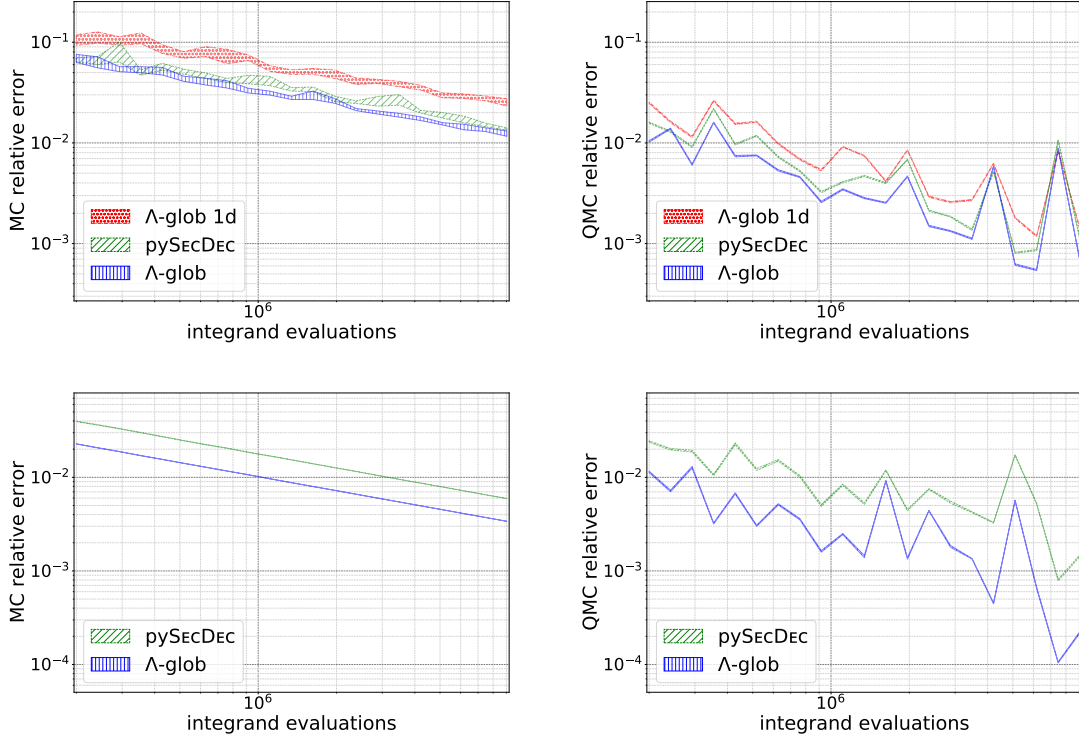 MC relative error
10⁻¹
10⁻²
10⁻³
Λ-glob 1d
pySecDec
Λ-glob
10⁶
integrand evaluations
QMC relative error
10⁻¹
10⁻²
10⁻³
Λ-glob 1d
pySecDec
Λ-glob
10⁶
integrand evaluations
MC relative error
10⁻²
10⁻³
10⁻⁴
pySecDec
Λ-glob
10⁶
integrand evaluations
QMC relative error
10⁻²
10⁻³
10⁻⁴
pySecDec
Λ-glob
10⁶
integrand evaluations